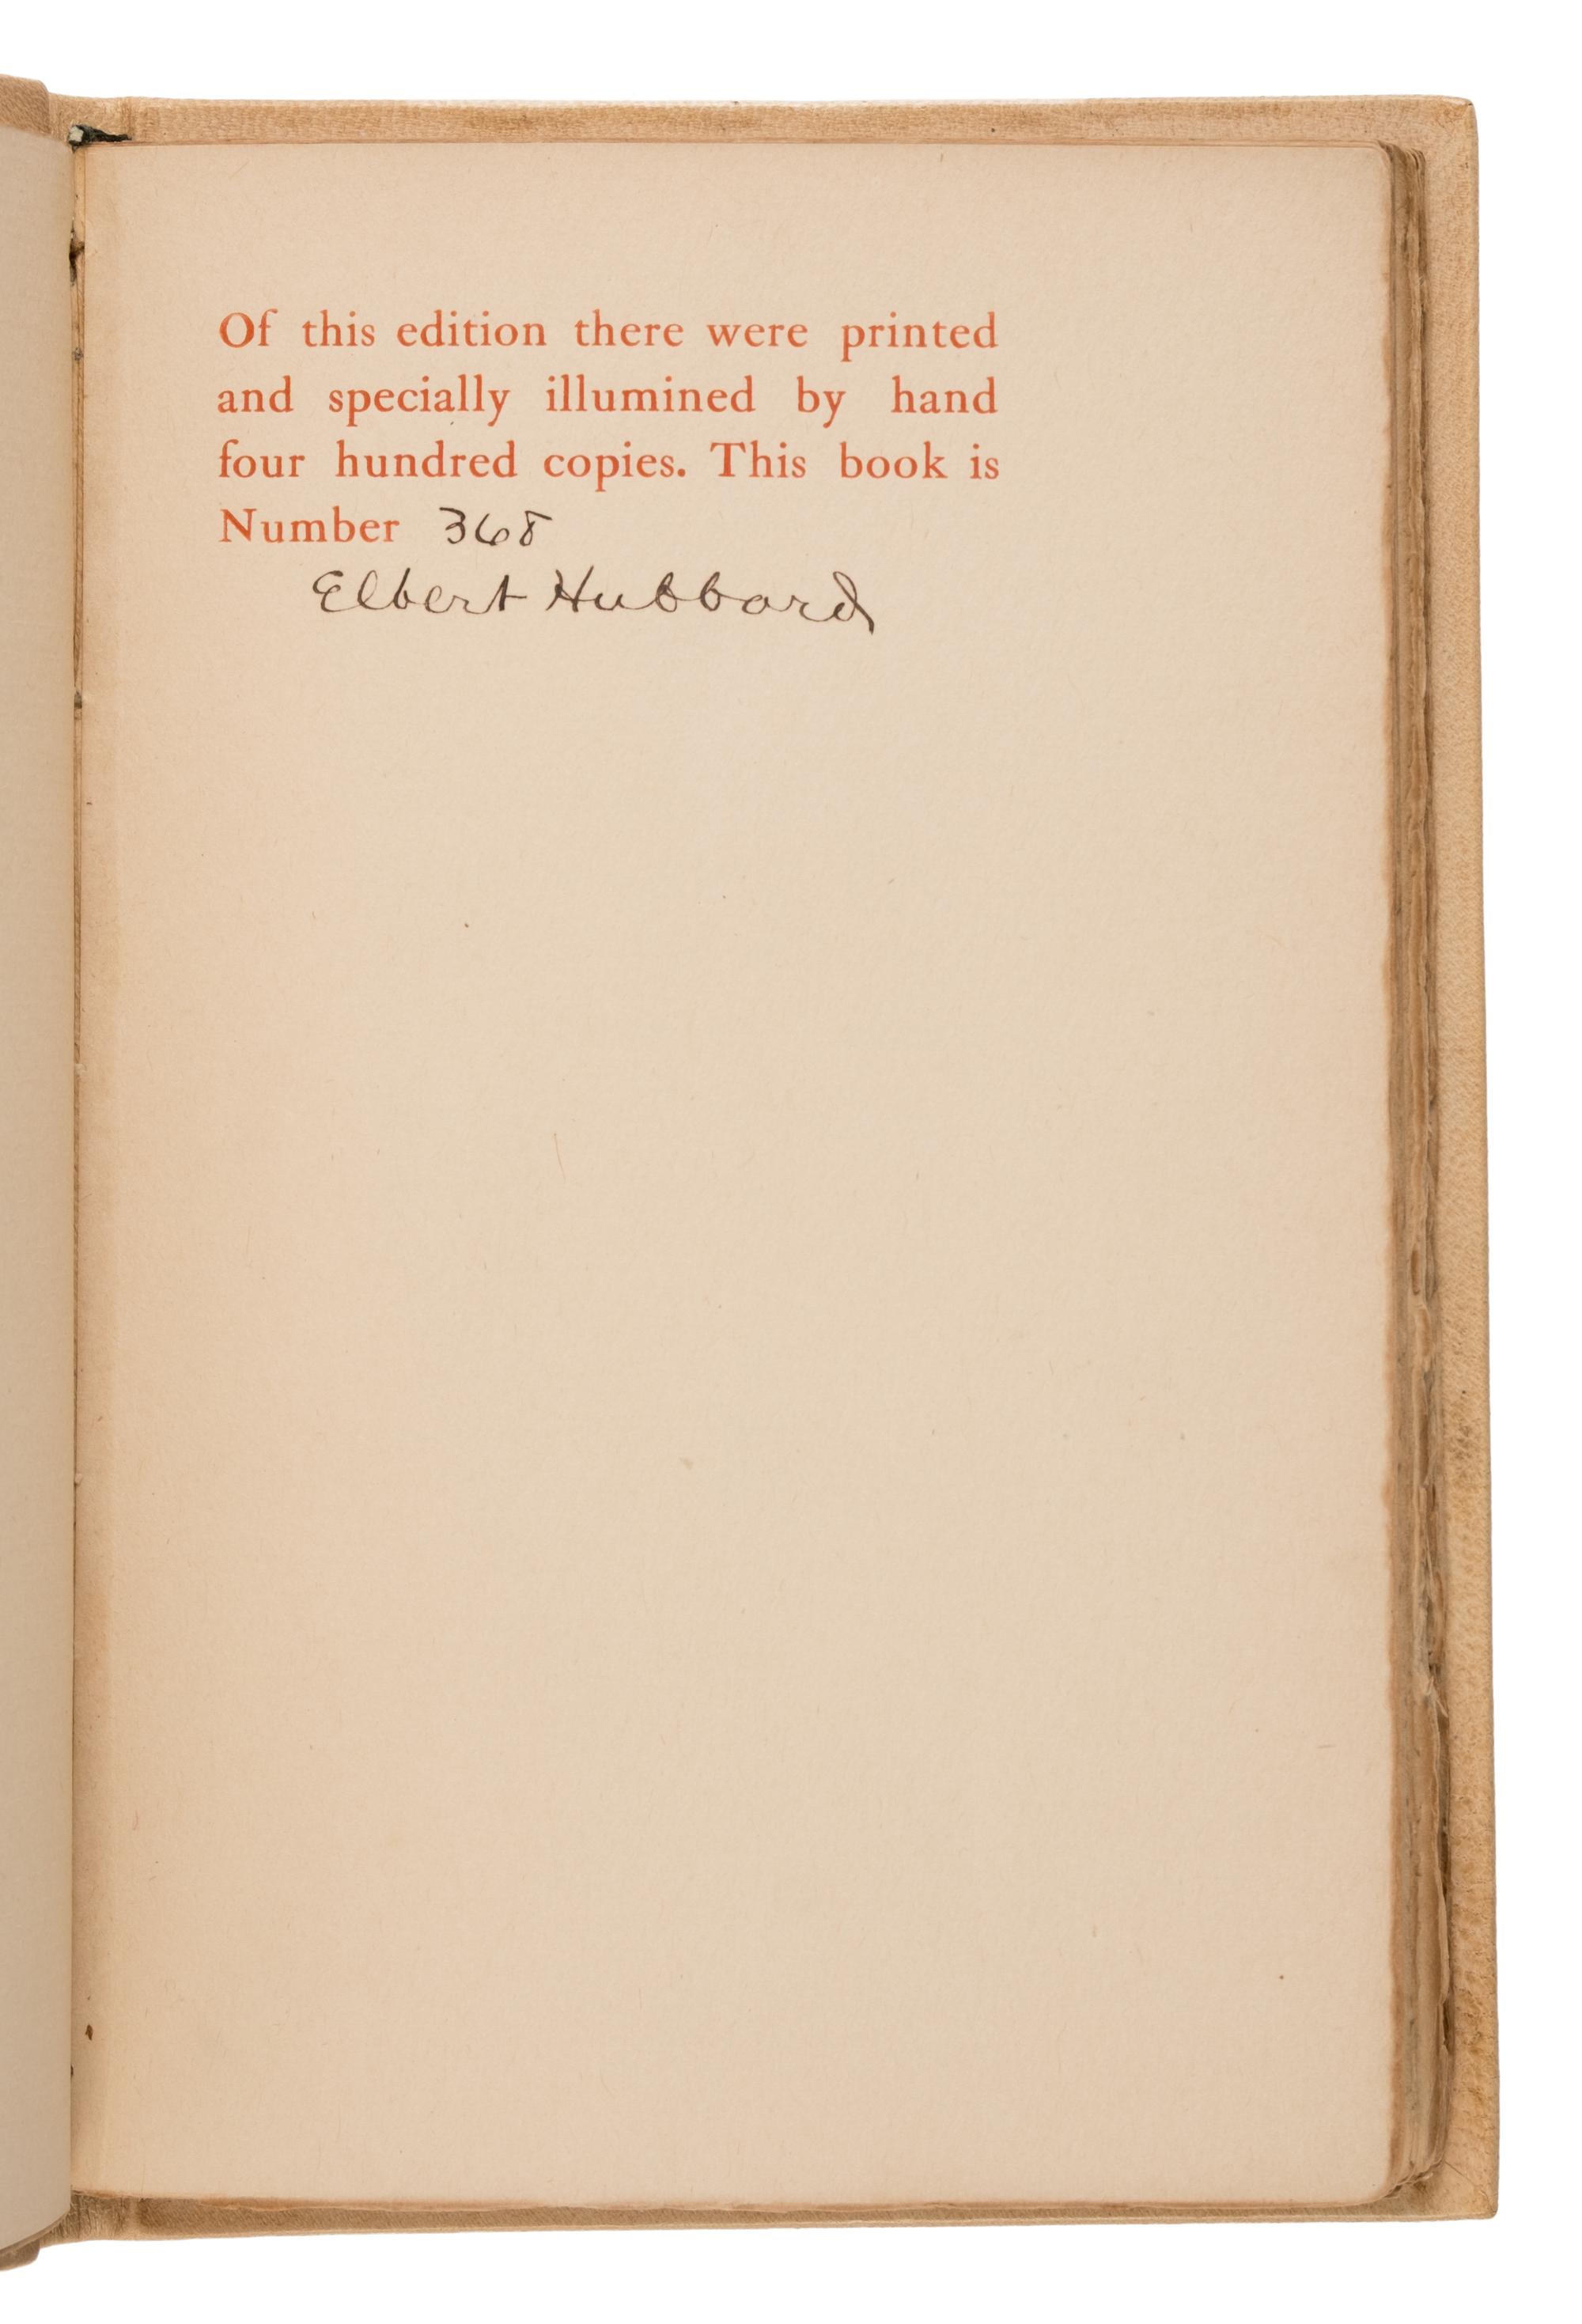 Of this edition there were printed
and specially illumined by hand
four hundred copies. This book is
Number 368
Elbert Hubbard